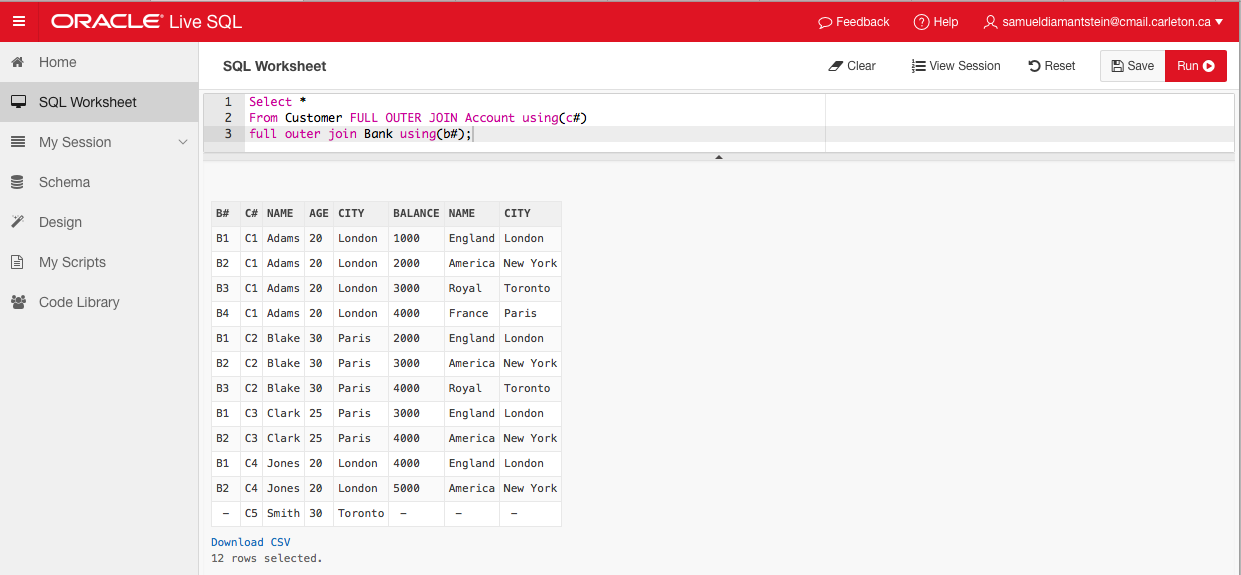 ORACLE® Live SQL
Feedback
Help
samueldiamantstein@cmail.carleton.ca
Home
SQL Worksheet
My Session
Schema
Design
My Scripts
Code Library
SQL Worksheet
Clear
View Session
Reset
Save
Run
1 Select *
2 From Customer FULL OUTER JOIN Account using(c#)
3 full outer join Bank using(b#);
B# C# NAME AGE CITY BALANCE NAME CITY
B1 C1 Adams 20 London 1000 England London
B2 C1 Adams 20 London 2000 America New York
B3 C1 Adams 20 London 3000 Royal Toronto
B4 C1 Adams 20 London 4000 France Paris
B1 C2 Blake 30 Paris 2000 England London
B2 C2 Blake 30 Paris 3000 America New York
B3 C2 Blake 30 Paris 4000 Royal Toronto
B1 C3 Clark 25 Paris 3000 England London
B2 C3 Clark 25 Paris 4000 America New York
B1 C4 Jones 20 London 4000 England London
B2 C4 Jones 20 London 5000 America New York
– C5 Smith 30 Toronto – – –
Download CSV
12 rows selected.